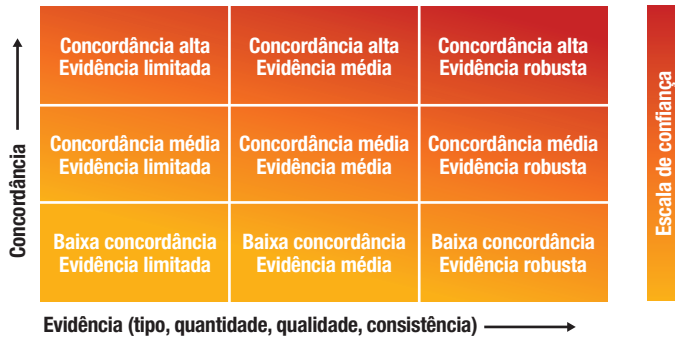 Concordância alta
Evidência limitada
Concordância alta
Evidência média
Concordância alta
Evidência robusta
Concordância média
Evidência limitada
Concordância média
Evidência média
Concordância média
Evidência robusta
Baixa concordância
Evidência limitada
Baixa concordância
Evidência média
Baixa concordância
Evidência robusta
Concordância
Evidência (tipo, quantidade, qualidade, consistência)
Escala de confiança